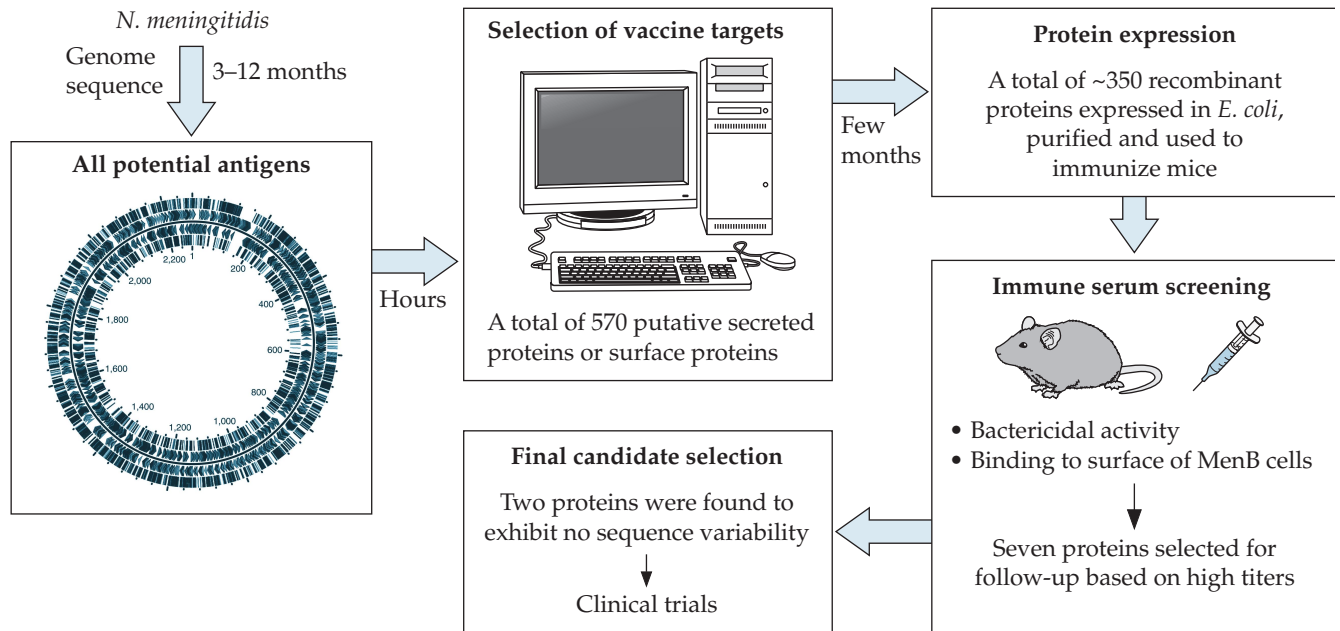 N. meningitidis
Genome
sequence
3–12 months
All potential antigens
1
200
400
600
800
1,000
1,200
1,400
1,600
1,800
2,000
2,200
Hours
Selection of vaccine targets
A total of 570 putative secreted
proteins or surface proteins
Few
months
Protein expression
A total of ~350 recombinant
proteins expressed in E. coli,
purified and used to
immunize mice
Immune serum screening
• Bactericidal activity
• Binding to surface of MenB cells
Seven proteins selected for
follow-up based on high titers
Final candidate selection
Two proteins were found to
exhibit no sequence variability
Clinical trials